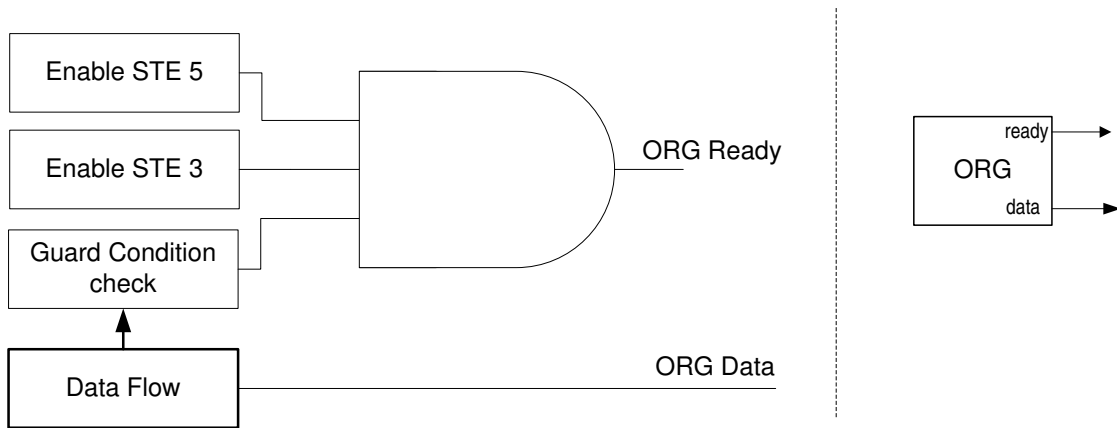 Enable STE 5
Enable STE 3
Guard Condition
check
Data Flow
ORG Ready
ORG Data
ready
ORG
data